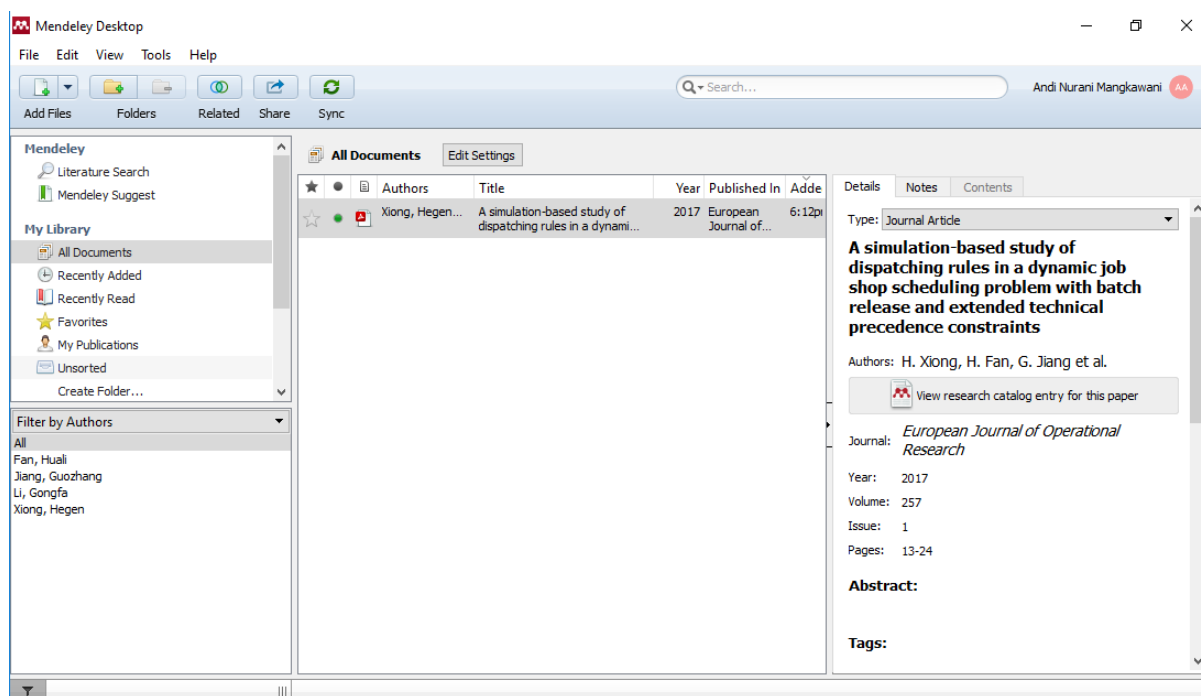 Mendeley Desktop
File Edit View Tools Help
Search...
Andi Nurani Mangkawani AA
Add Files Folders Related Share Sync
Mendeley
Literature Search
Mendeley Suggest
My Library
All Documents
Recently Added
Recently Read
Favorites
My Publications
Unsorted
Create Folder...
Filter by Authors
All
Fan, Huali
Jiang, Guozhang
Li, Gongfa
Xiong, Hegen
All Documents Edit Settings
Authors Title Year Published In Adde
Xiong, Hegen... A simulation-based study of 2017 European 6:12p
dispatching rules in a dynami... Journal of...
Details Notes Contents
Type: Journal Article
A simulation-based study of
dispatching rules in a dynamic job
shop scheduling problem with batch
release and extended technical
precedence constraints
Authors: H. Xiong, H. Fan, G. Jiang et al.
View research catalog entry for this paper
Journal: European Journal of Operational
Research
Year: 2017
Volume: 257
Issue: 1
Pages: 13-24
Abstract:
Tags: